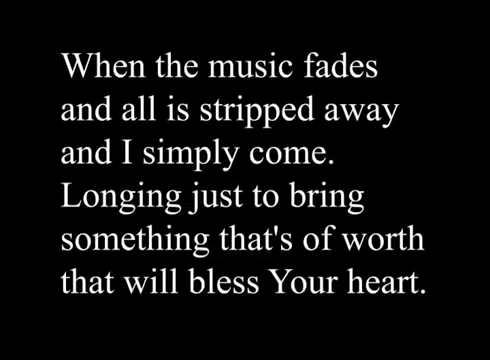 When the music fades
and all is stripped away
and I simply come.
Longing just to bring
something that's of worth
that will bless Your heart.